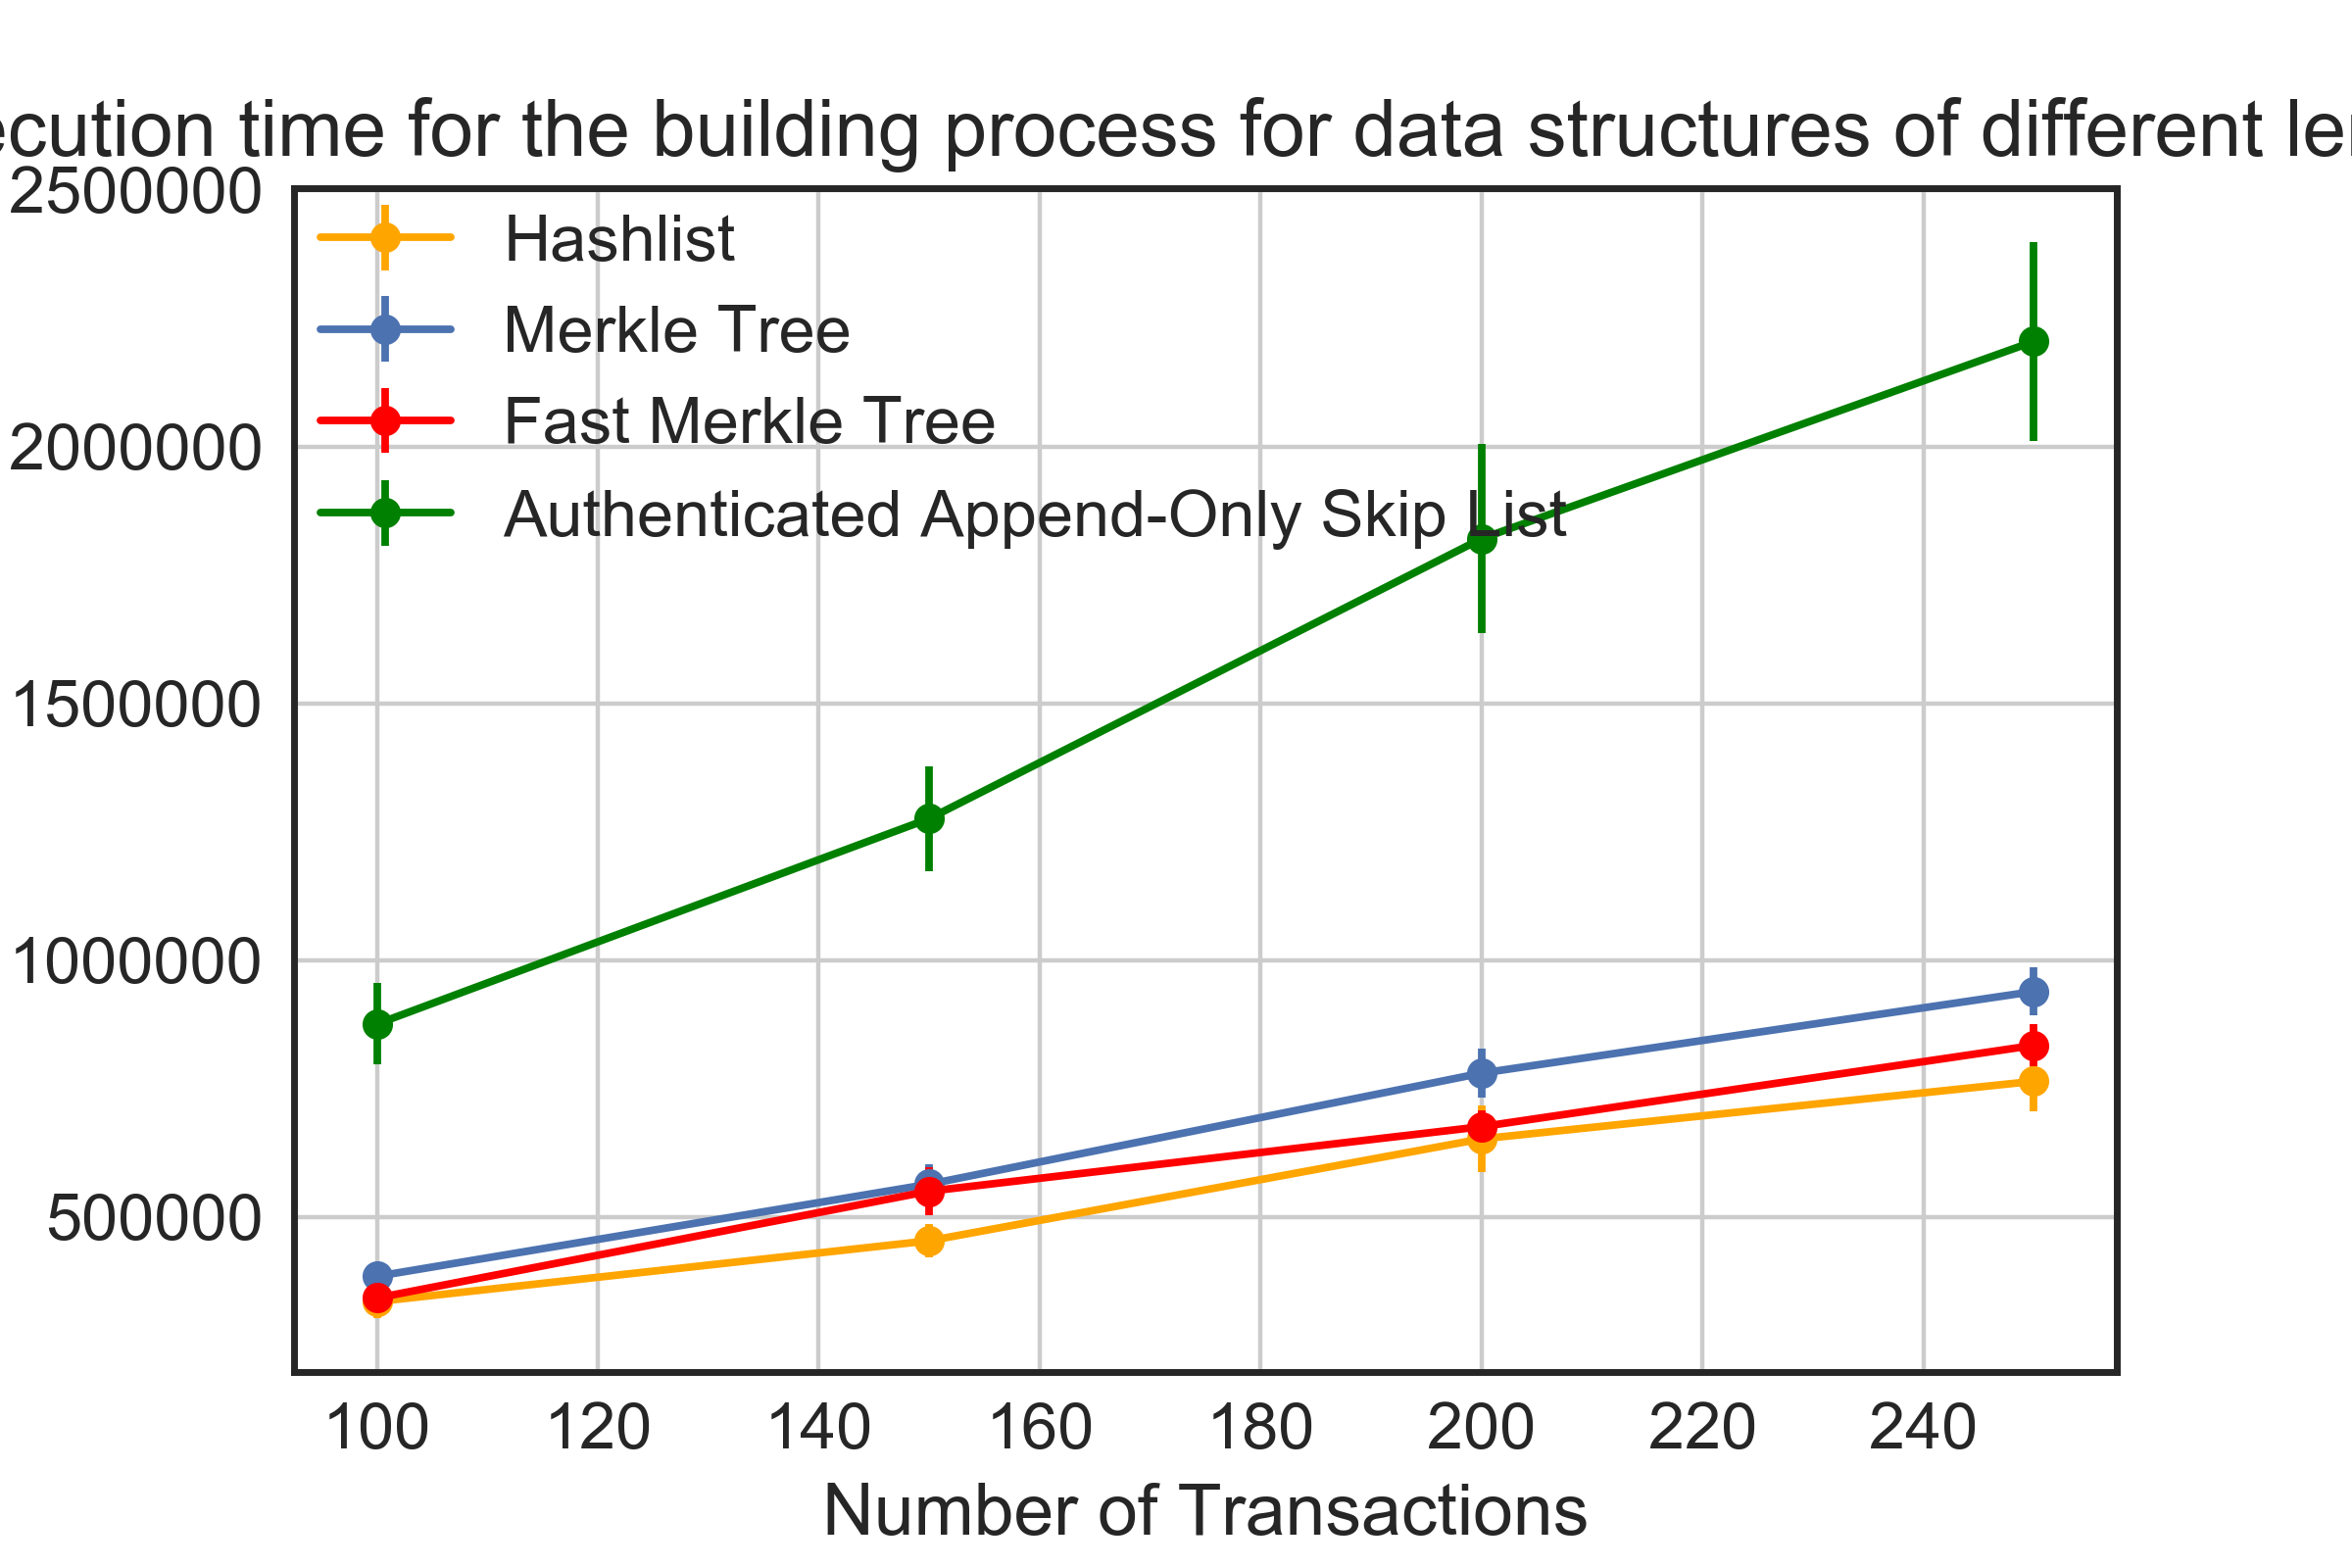 ecution time for the building process for data structures of different le
2500000
Hashlist
Merkle Tree
Fast Merkle Tree
2000000
Authenticated Append-Only Skip List
1500000
1000000
500000
100 120 140 160 180 200 220 240
Number of Transactions